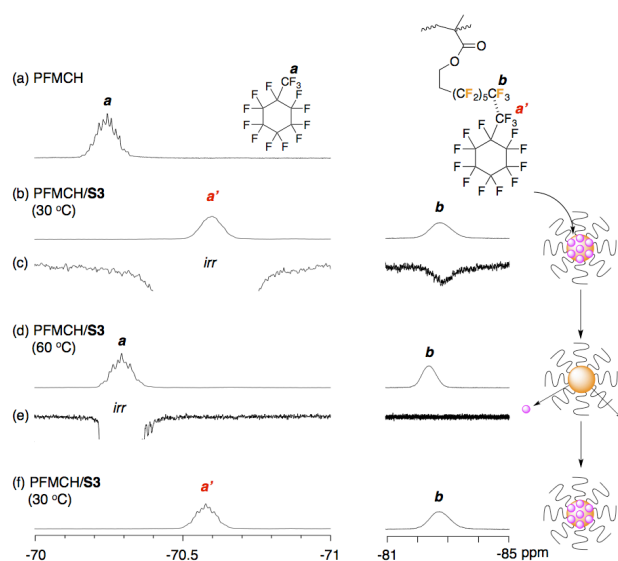 (a) PFMCH
a
a
CF3
F F F F F F F F F F F
O
O
b
(CF2)5CF3
a'
CF3
F F F F F F F F F F F
(b) PFMCH/S3
(30 °C)
a'
b
(c)
irr
(d) PFMCH/S3
(60 °C)
a
b
(e)
irr
(f) PFMCH/S3
(30 °C)
a'
b
-70 -70.5 -71 -81 -85 ppm